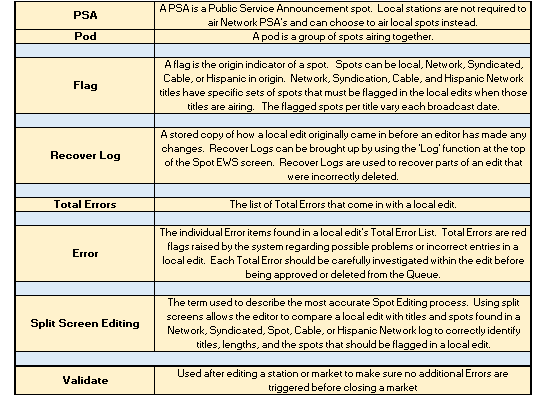 PSA
A PSA is a Public Service Announcement spot. Local stations are not required to
air Network PSA's and can choose to air local spots instead.
Pod
A pod is a group of spots airing together.
Flag
A flag is the origin indicator of a spot. Spots can be local, Network, Syndicated,
Cable, or Hispanic in origin. Network, Syndication, Cable, and Hispanic Network
titles have specific sets of spots that must be flagged in the local edits when those
titles are airing. The flagged spots per title vary each broadcast date.
Recover Log
A stored copy of how a local edit originally came in before an editor has made any
changes. Recover Logs can be brought up by using the 'Log' function at the top
of the Spot EWS screen. Recover Logs are used to recover parts of an edit that
were incorrectly deleted.
Total Errors
The list of Total Errors that come in with a local edit.
Error
The individual Error items found in a local edit's Total Error List. Total Errors are red
flags raised by the system regarding possible problems or incorrect entries in a
local edit. Each Total Error should be carefully investigated within the edit before
being approved or deleted from the Queue.
Split Screen Editing
The term used to describe the most accurate Spot Editing process. Using split
screens allows the editor to compare a local edit with titles and spots found in a
Network, Syndicated, Spot, Cable, or Hispanic Network log to correctly identify
titles, lengths, and the spots that should be flagged in a local edit.
Validate
Used after editing a station or market to make sure no additional Errors are
triggered before closing a market